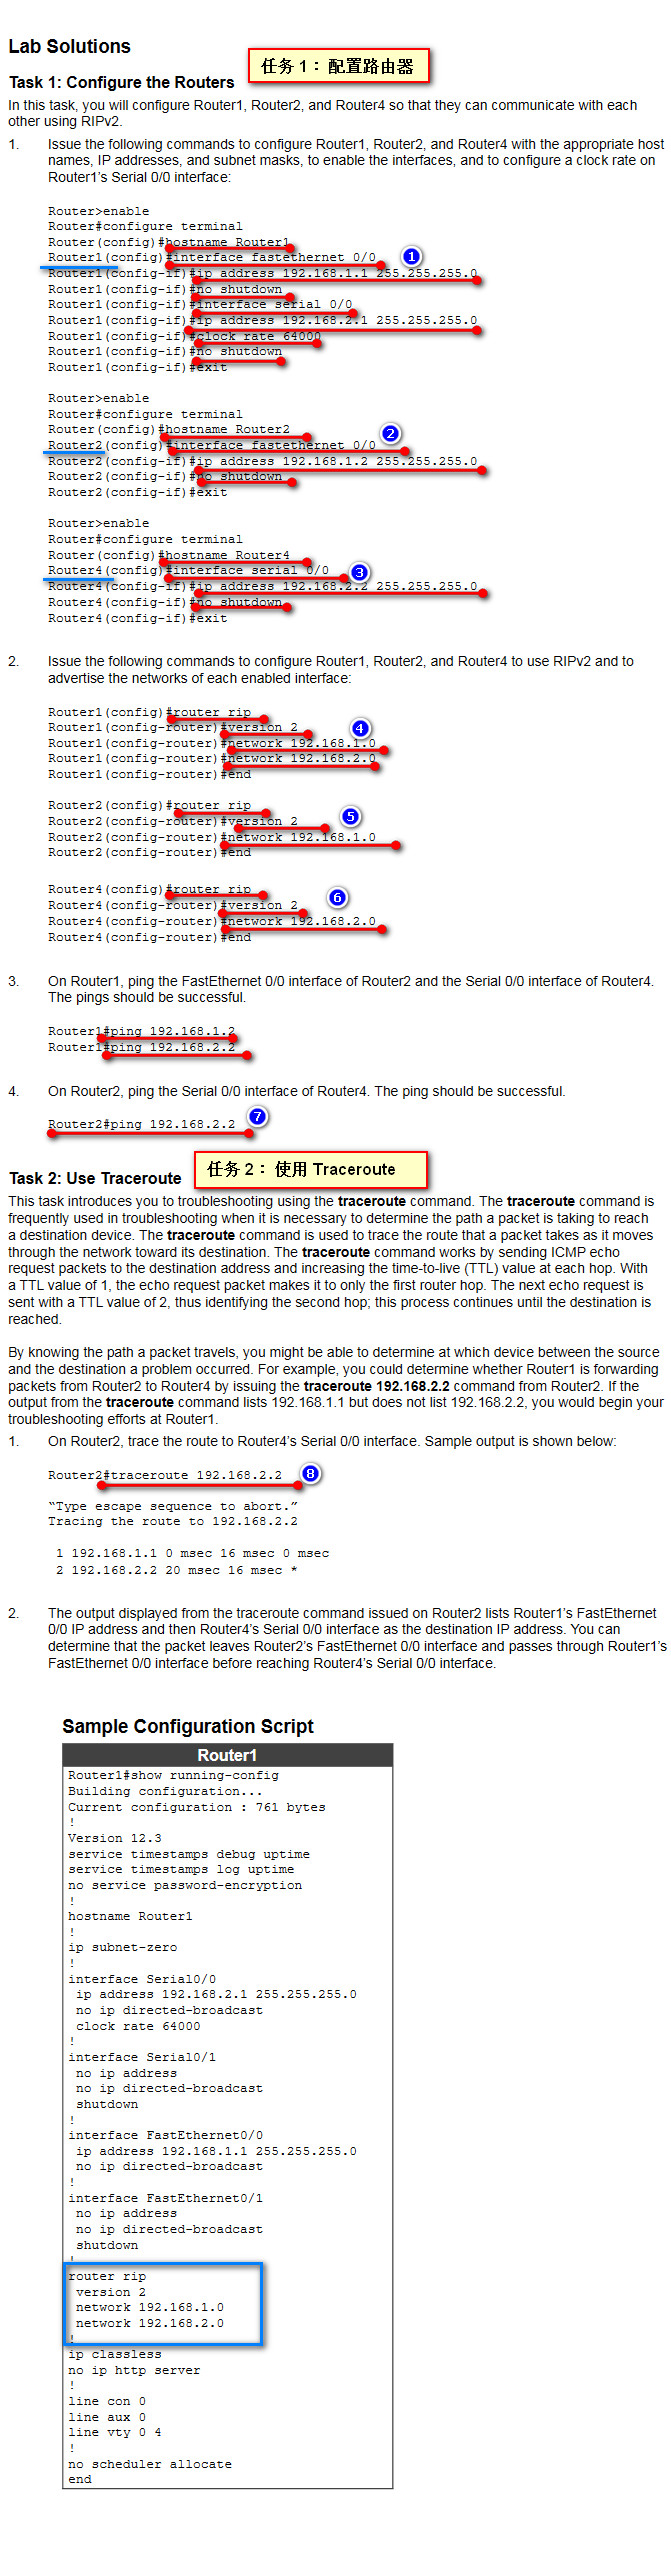 Lab Solutions
任务 1： 配置路由器
Task 1: Configure the Routers
In this task, you will configure Router1, Router2, and Router4 so that they can communicate with each
other using RIPv2.
1. Issue the following commands to configure Router1, Router2, and Router4 with the appropriate host
names, IP addresses, and subnet masks, to enable the interfaces, and to configure a clock rate on
Router1's Serial 0/0 interface:
Router>enable
Router#configure terminal
Router(config)#hostname Router1
Router1(config)#interface fastethernet 0/0 1
Router1(config-if)#ip address 192.168.1.1 255.255.255.0
Router1(config-if)#no shutdown
Router1(config-if)#interface serial 0/0
Router1(config-if)#ip address 192.168.2.1 255.255.255.0
Router1(config-if)#clock rate 64000
Router1(config-if)#no shutdown
Router1(config-if)#exit
Router>enable
Router#configure terminal
Router(config)#hostname Router2
Router2(config)#interface fastethernet 0/0 2
Router2(config-if)#ip address 192.168.1.2 255.255.255.0
Router2(config-if)#no shutdown
Router2(config-if)#exit
Router>enable
Router#configure terminal
Router(config)#hostname Router4
Router4(config)#interface serial 0/0 3
Router4(config-if)#ip address 192.168.2.2 255.255.255.0
Router4(config-if)#no shutdown
Router4(config-if)#exit
2. Issue the following commands to configure Router1, Router2, and Router4 to use RIPv2 and to
advertise the networks of each enabled interface:
Router1(config)#router rip
Router1(config-router)#version 2 4
Router1(config-router)#network 192.168.1.0
Router1(config-router)#network 192.168.2.0
Router1(config-router)#end
Router2(config)#router rip
Router2(config-router)#version 2 5
Router2(config-router)#network 192.168.1.0
Router2(config-router)#end
Router4(config)#router rip
Router4(config-router)#version 2 6
Router4(config-router)#network 192.168.2.0
Router4(config-router)#end
3. On Router1, ping the FastEthernet 0/0 interface of Router2 and the Serial 0/0 interface of Router4.
The pings should be successful.
Router1#ping 192.168.1.2
Router1#ping 192.168.2.2
4. On Router2, ping the Serial 0/0 interface of Router4. The ping should be successful.
Router2#ping 192.168.2.2 7
任务 2： 使用 Traceroute
Task 2: Use Traceroute
This task introduces you to troubleshooting using the traceroute command. The traceroute command is
frequently used in troubleshooting when it is necessary to determine the path a packet is taking to reach
a destination device. The traceroute command is used to trace the route that a packet takes as it moves
through the network toward its destination. The traceroute command works by sending ICMP echo
request packets to the destination address and increasing the time-to-live (TTL) value at each hop. With
a TTL value of 1, the echo request packet makes it to only the first router hop. The next echo request is
sent with a TTL value of 2, thus identifying the second hop; this process continues until the destination is
reached.
By knowing the path a packet travels, you might be able to determine at which device between the source
and the destination a problem occurred. For example, you could determine whether Router1 is forwarding
packets from Router2 to Router4 by issuing the traceroute 192.168.2.2 command from Router2. If the
output from the traceroute command lists 192.168.1.1 but does not list 192.168.2.2, you would begin your
troubleshooting efforts at Router1.
1. On Router2, trace the route to Router4's Serial 0/0 interface. Sample output is shown below:
Router2#traceroute 192.168.2.2 8
"Type escape sequence to abort."
Tracing the route to 192.168.2.2
1 192.168.1.1 0 msec 16 msec 0 msec
2 192.168.2.2 20 msec 16 msec *
2. The output displayed from the traceroute command issued on Router2 lists Router1's FastEthernet
0/0 IP address and then Router4's Serial 0/0 interface as the destination IP address. You can
determine that the packet leaves Router2's FastEthernet 0/0 interface and passes through Router1's
FastEthernet 0/0 interface before reaching Router4's Serial 0/0 interface.
Sample Configuration Script
Router1
Router1#show running-config
Building configuration...
Current configuration : 761 bytes
!
Version 12.3
service timestamps debug uptime
service timestamps log uptime
no service password-encryption
!
hostname Router1
!
ip subnet-zero
!
interface Serial0/0
ip address 192.168.2.1 255.255.255.0
no ip directed-broadcast
clock rate 64000
!
interface Serial0/1
no ip address
no ip directed-broadcast
shutdown
!
interface FastEthernet0/0
ip address 192.168.1.1 255.255.255.0
no ip directed-broadcast
!
interface FastEthernet0/1
no ip address
no ip directed-broadcast
shutdown
!
router rip
version 2
network 192.168.1.0
network 192.168.2.0
!
ip classless
no ip http server
!
line con 0
line aux 0
line vty 0 4
!
no scheduler allocate
end